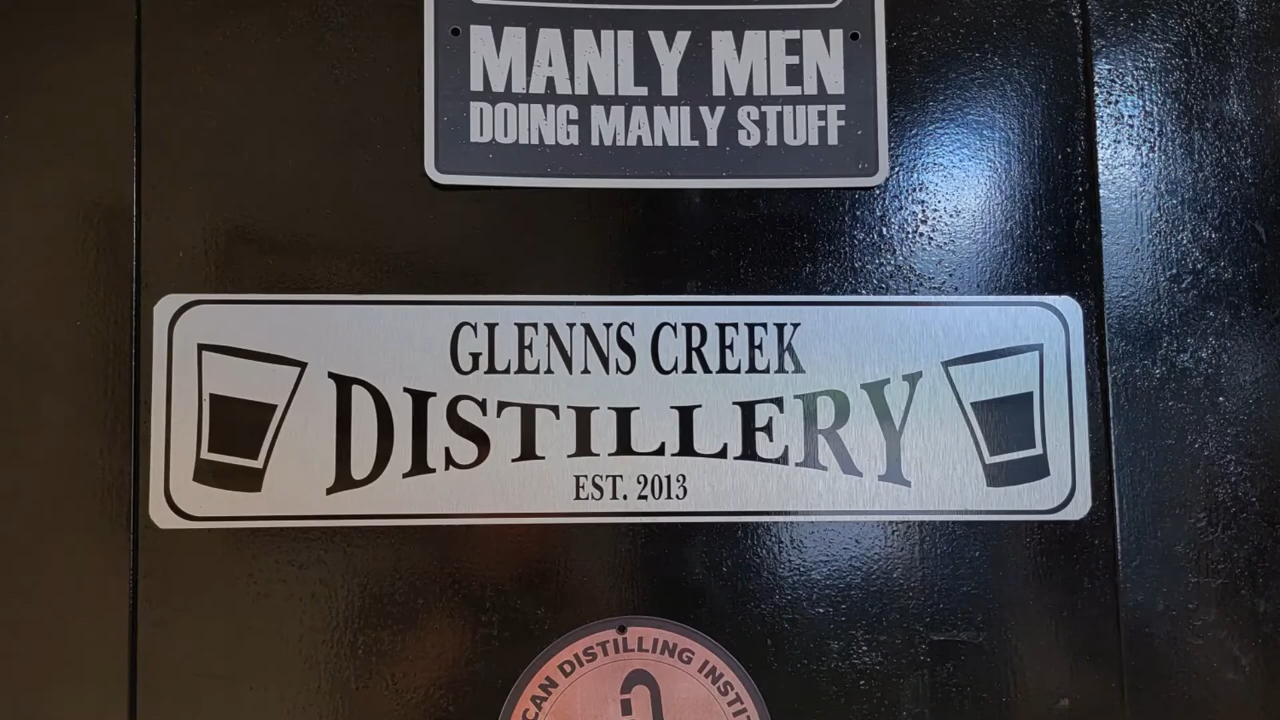 MANLY MEN
DOING MANLY STUFF
GLENNS CREEK
DISTILLERY
EST. 2013
CAN DISTILLING INSTI